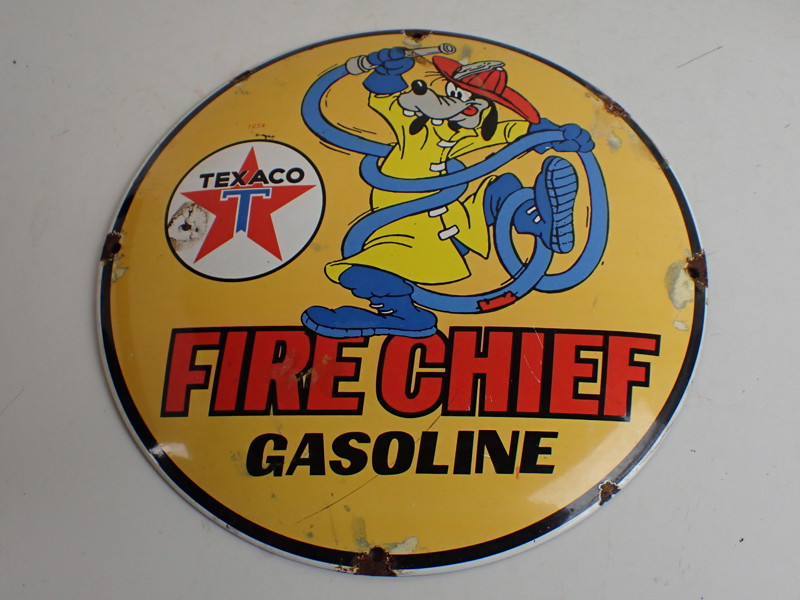 TEXACO
T
FIRE CHIEF
GASOLINE